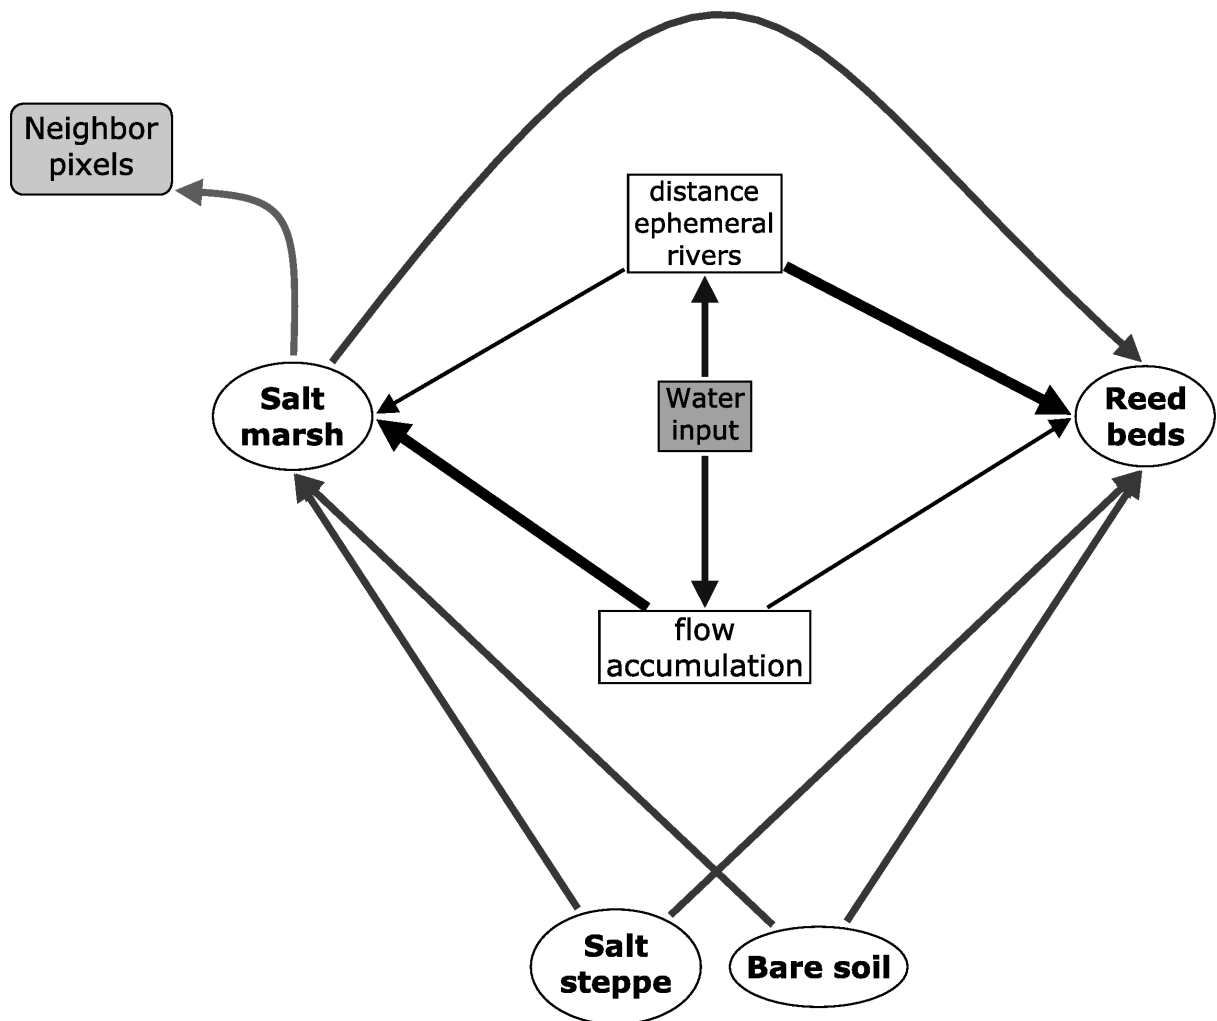 Neighbor
pixels
distance
ephemeral
rivers
Salt
marsh
Water
input
Reed
beds
flow
accumulation
Salt
steppe
Bare soil